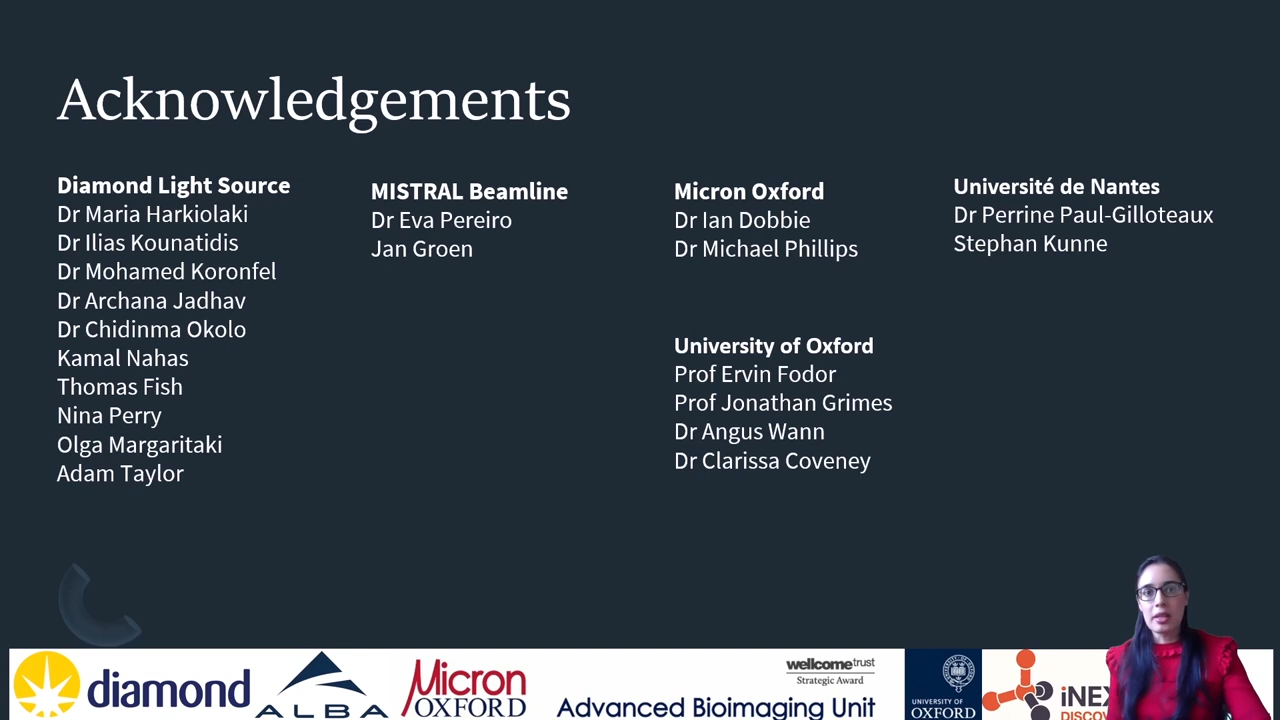 Acknowledgements
Diamond Light Source
Dr Maria Harkiolaki
Dr Ilias Kounatidis
Dr Mohamed Koronfel
Dr Archana Jadhav
Dr Chidinma Okolo
Kamal Nahas
Thomas Fish
Nina Perry
Olga Margaritaki
Adam Taylor
MISTRAL Beamline
Dr Eva Pereiro
Jan Groen
Micron Oxford
Dr Ian Dobbie
Dr Michael Phillips
University of Oxford
Prof Ervin Fodor
Prof Jonathan Grimes
Dr Angus Wann
Dr Clarissa Coveney
Université de Nantes
Dr Perrine Paul-Gilloteaux
Stephan Kunne
diamond
ALBA
Micron
OXFORD
wellcometrust
Strategic Award
Advanced Bioimaging Unit
UNIVERSITY OF
OXFORD